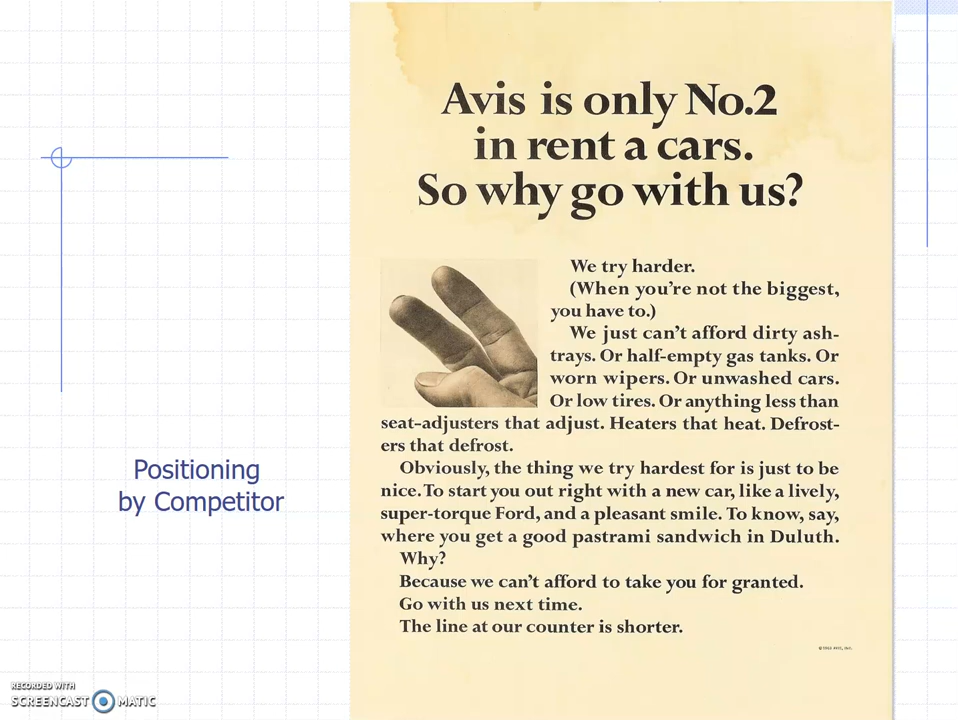 Avis is only No.2
in rent a cars.
So why go with us?
We try harder.
(When you're not the biggest,
you have to.)
We just can't afford dirty ash-
trays. Or half-empty gas tanks. Or
worn wipers. Or unwashed cars.
Or low tires. Or anything less than
seat-adjusters that adjust. Heaters that heat. Defrost-
ers that defrost.
Obviously, the thing we try hardest for is just to be
nice. To start you out right with a new car, like a lively,
super-torque Ford, and a pleasant smile. To know, say,
where you get a good pastrami sandwich in Duluth.
Why?
Because we can't afford to take you for granted.
Go with us next time.
The line at our counter is shorter.
Positioning
by Competitor
RECORDED WITH
SCREENCAST MATIC